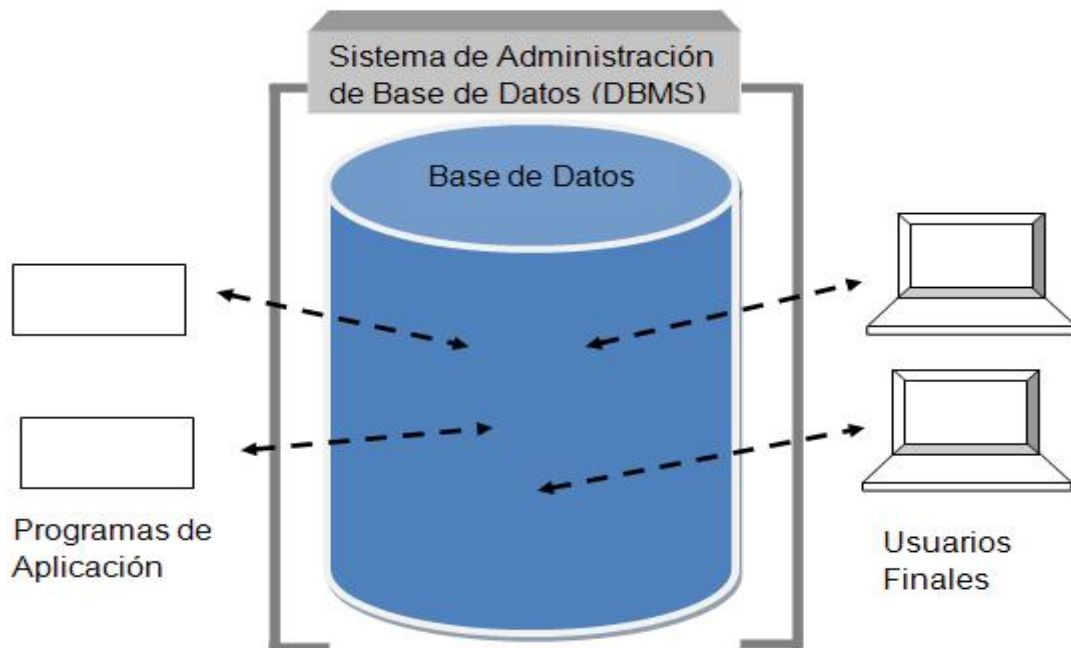 Sistema de Administración
de Base de Datos (DBMS)
Base de Datos
Programas de
Aplicación
Usuarios
Finales